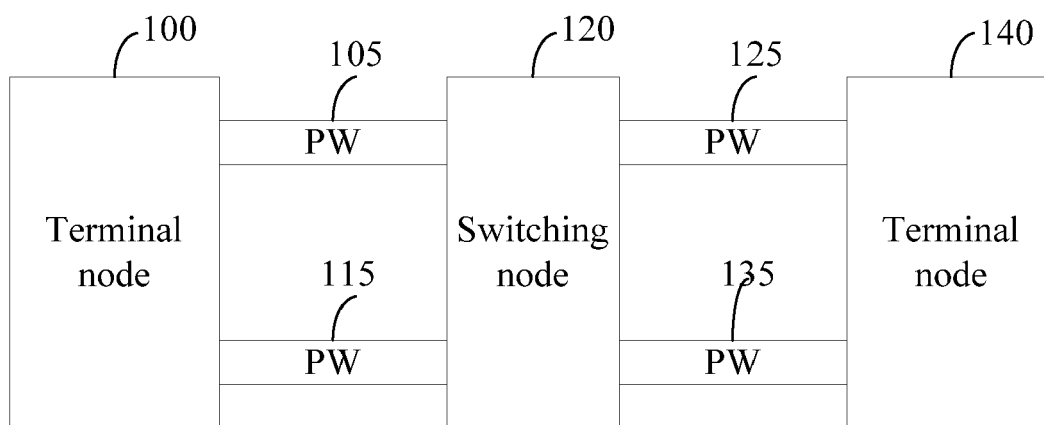 100
105
120
125
140
PW
PW
Terminal
node
Switching
node
Terminal
node
115
135
PW
PW